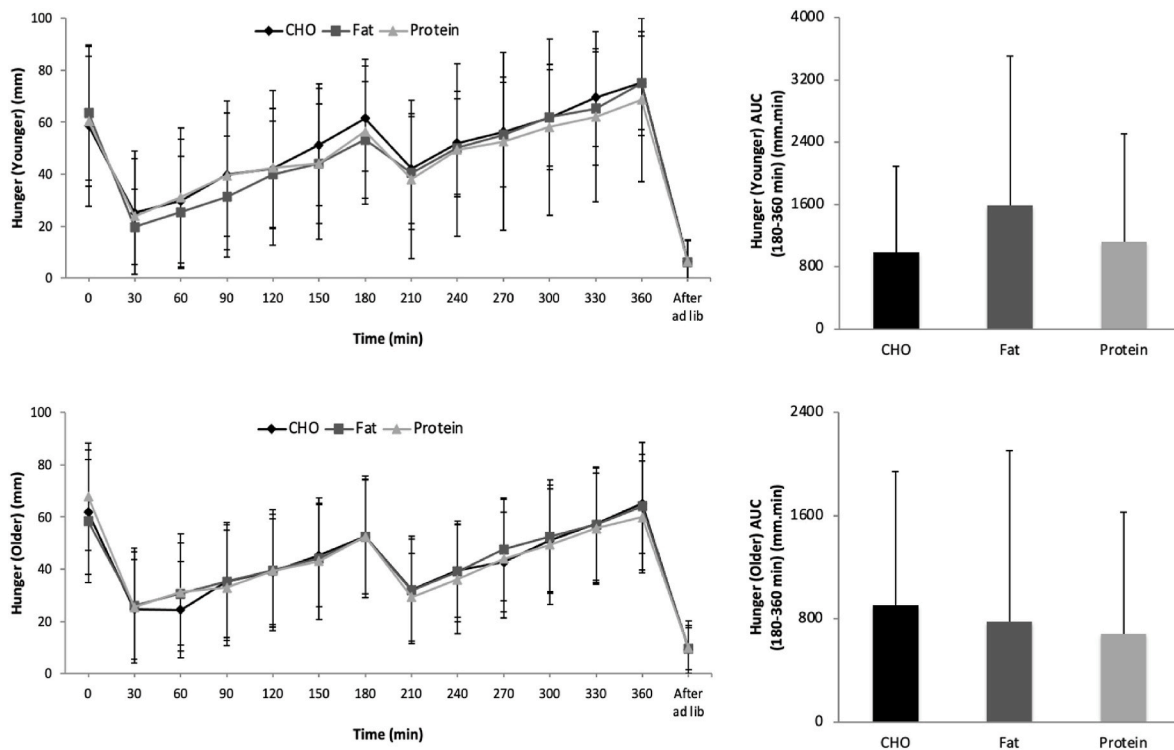 100
80
60
40
20
0
Hunger (Younger) (mm)
CHO Fat Protein
0 30 60 90 120 150 180 210 240 270 300 330 360 After
ad lib
Time (min)
4000
3200
2400
1600
800
0
Hunger (Younger) AUC
(180-360 min) (mm.min)
CHO Fat Protein
100
80
60
40
20
0
Hunger (Older) (mm)
CHO Fat Protein
0 30 60 90 120 150 180 210 240 270 300 330 360 After
ad lib
Time (min)
2400
1600
800
0
Hunger (Older) AUC
(180-360 min) (mm.min)
CHO Fat Protein